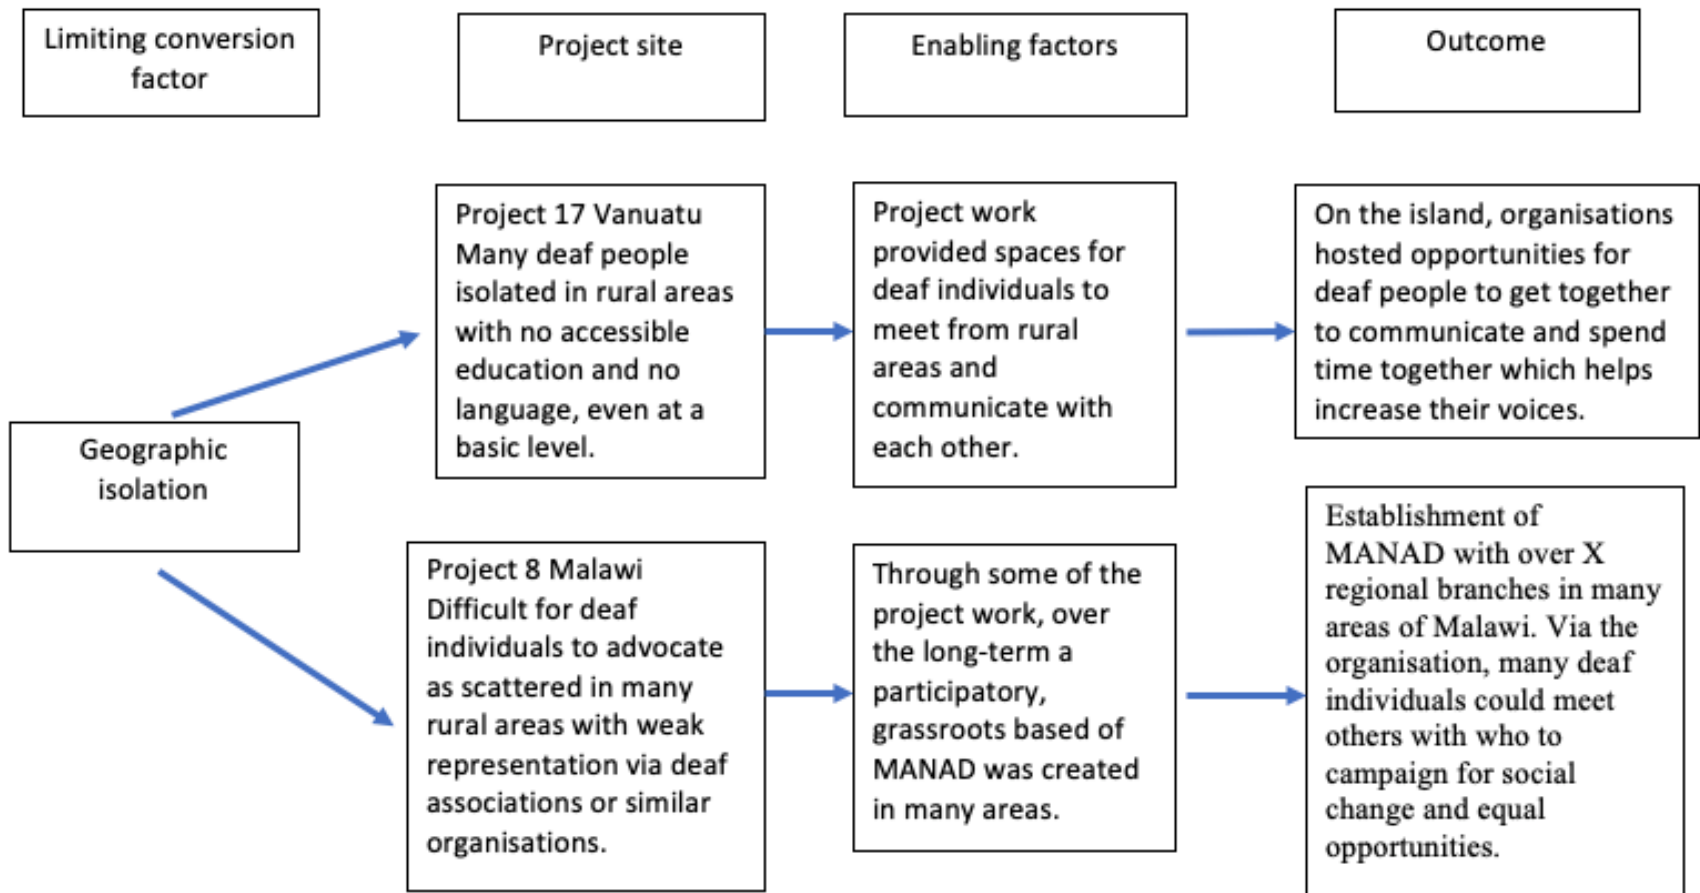 Limiting conversion
factor
Project site
Enabling factors
Outcome
Geographic
isolation
Project 17 Vanuatu
Many deaf people
isolated in rural areas
with no accessible
education and no
language, even at a
basic level.
Project work
provided spaces for
deaf individuals to
meet from rural
areas and
communicate with
each other.
On the island, organisations
hosted opportunities for
deaf people to get together
to communicate and spend
time together which helps
increase their voices.
Project 8 Malawi
Difficult for deaf
individuals to advocate
as scattered in many
rural areas with weak
representation via deaf
associations or similar
organisations.
Through some of the
project work, over
the long-term a
participatory,
grassroots based of
MANAD was created
in many areas.
Establishment of
MANAD with over X
regional branches in many
areas of Malawi. Via the
organisation, many deaf
individuals could meet
others with who to
campaign for social
change and equal
opportunities.